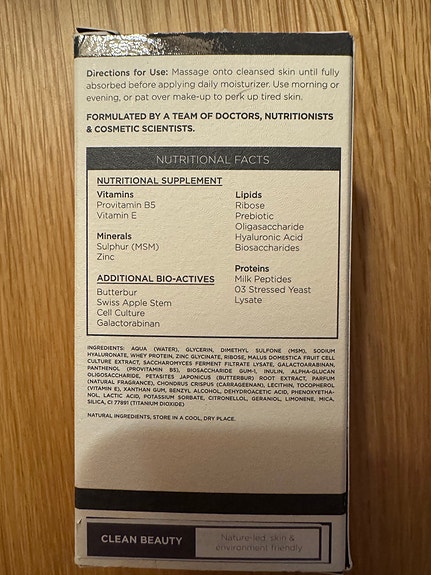 Directions for Use: Massage onto cleansed skin until fully
absorbed before applying daily moisturizer. Use morning or
evening, or pat over make-up to perk up tired skin.
FORMULATED BY A TEAM OF DOCTORS, NUTRITIONISTS
& COSMETIC SCIENTISTS.
NUTRITIONAL FACTS
NUTRITIONAL SUPPLEMENT
Vitamins
Provitamin B5
Vitamin E
Minerals
Sulphur (MSM)
Zinc
ADDITIONAL BIO-ACTIVES
Butterbur
Swiss Apple Stem
Cell Culture
Galactorabinan
Lipids
Ribose
Prebiotic
Oligasaccharide
Hyaluronic Acid
Biosaccharides
Proteins
Milk Peptides
O3 Stressed Yeast
Lysate
INGREDIENTS: AQUA (WATER), GLYCERIN, DIMETHYL SULFONE (MSM), SODIUM
HYALURONATE, WHEY PROTEIN, ZINC GLYCINATE, RIBOSE, MALUS DOMESTICA FRUIT CELL
CULTURE EXTRACT, SACCHAROMYCES FERMENT FILTRATE LYSATE, GALACTOARABINAN,
PANTHENOL (PROVITAMIN B5), BIOSACCHARIDE GUM-1, INULIN, ALPHA-GLUCAN
OLIGOSACCHARIDE, PETASITES JAPONICUS (BUTTERBUR) ROOT EXTRACT, PARFUM
(NATURAL FRAGRANCE), CHONDRUS CRISPUS (CARRAGEENAN), LECITHIN, TOCOPHEROL
(VITAMIN E), XANTHAN GUM, BENZYL ALCOHOL, DEHYDROACETIC ACID, PHENOXYETHA-
NOL, LACTIC ACID, POTASSIUM SORBATE, CITRONELLOL, GERANIOL, LIMONENE, MICA,
SILICA, CI 77891 (TITANIUM DIOXIDE)
NATURAL INGREDIENTS, STORE IN A COOL, DRY PLACE.
CLEAN BEAUTY
Nature-led, skin &
environment friendly